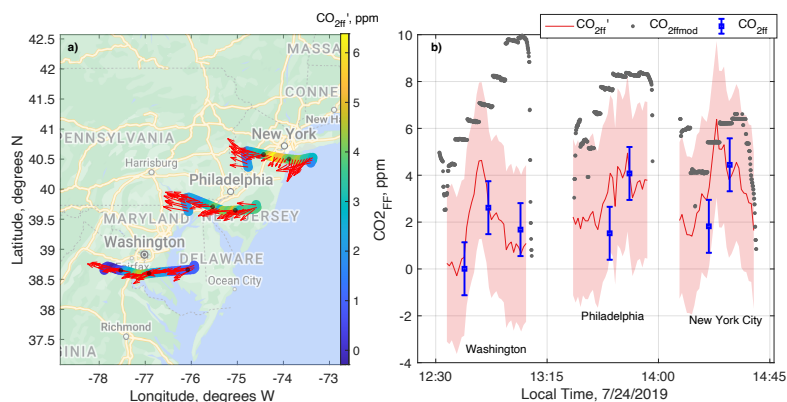 CO2ff', ppm
a)
42.5
42
41.5
41
40.5
40
39.5
39
38.5
38
37.5
Latitude, degrees N
-78
-77
-76
-75
-74
-73
Longitude, degrees W
6
5
4
3
2
1
0
MASSA
CONNE
New Ha
PENNSYLVANIA
New York
Harrisburg
Philadelphia
MARYLAND
NEW JERSEY
Washington
Fairfax
DELAWARE
Ocean City
Richmond
GINIA
b)
CO2ff'
CO2ffmod
CO2ff
10
8
6
4
2
0
-2
-4
CO2FF, ppm
Washington
Philadelphia
New York City
12:30
13:15
14:00
14:45
Local Time, 7/24/2019